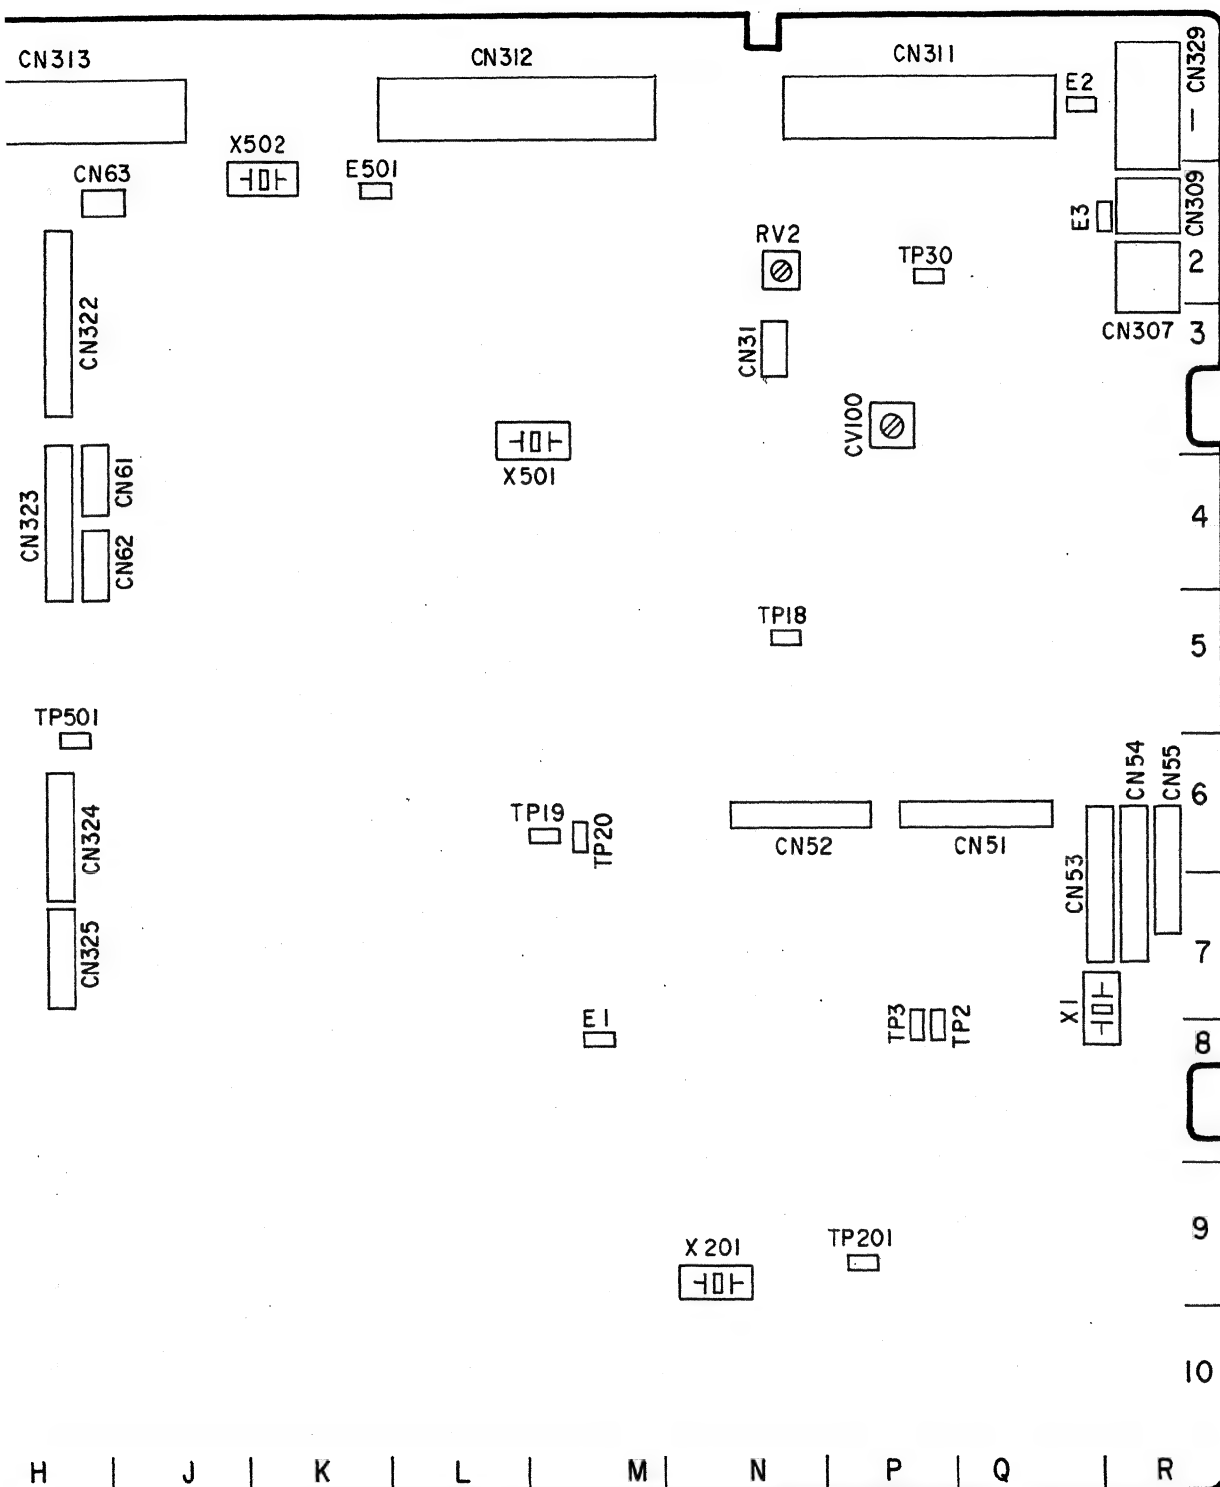 CN313
CN312
CN311
E2
CN329
1
X502
E501
CN63
CN309
E3
RV2
TP30
2
CN322
CN31
CN307
3
CV100
X501
CN323
CN61
CN62
4
TP18
5
TP501
CN54
CN55
6
CN324
TP19
TP20
CN52
CN51
CN53
CN325
7
E1
TP3
TP2
X1
8
X201
TP201
9
10
H J K L M N P Q R